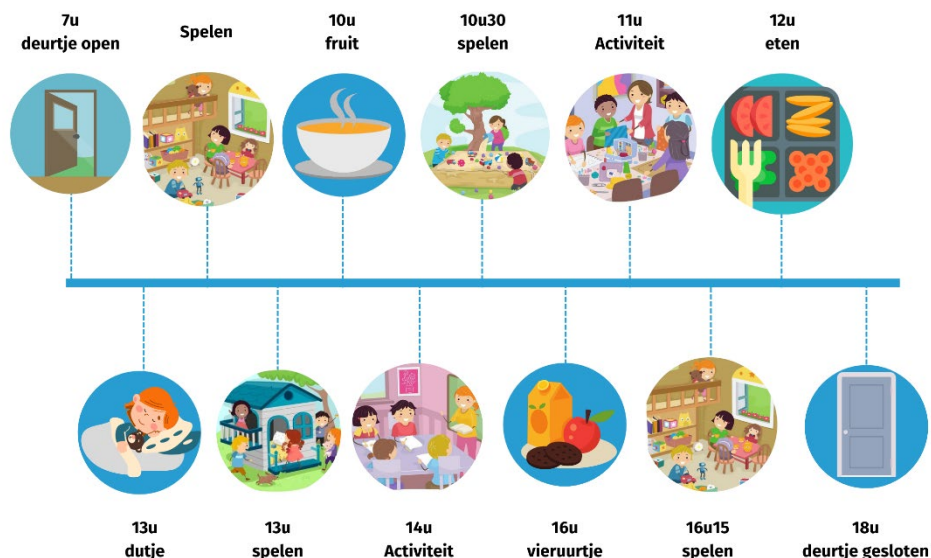 7u
deurtje open
Spelen
10u
fruit
10u30
spelen
11u
Activiteit
12u
eten
13u
dutje
13u
spelen
14u
Activiteit
16u
vieruurtje
16u15
spelen
18u
deurtje gesloten